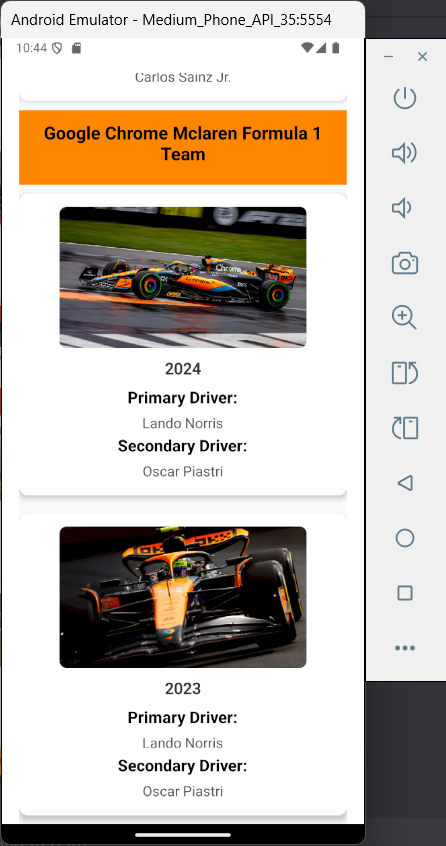 Android Emulator - Medium_Phone_API_35:5554
10:44
Carlos Sainz Jr.
Google Chrome Mclaren Formula 1
Team
Chrome
2024
Primary Driver:
Lando Norris
Secondary Driver:
Oscar Piastri
2023
Primary Driver:
Lando Norris
Secondary Driver:
Oscar Piastri